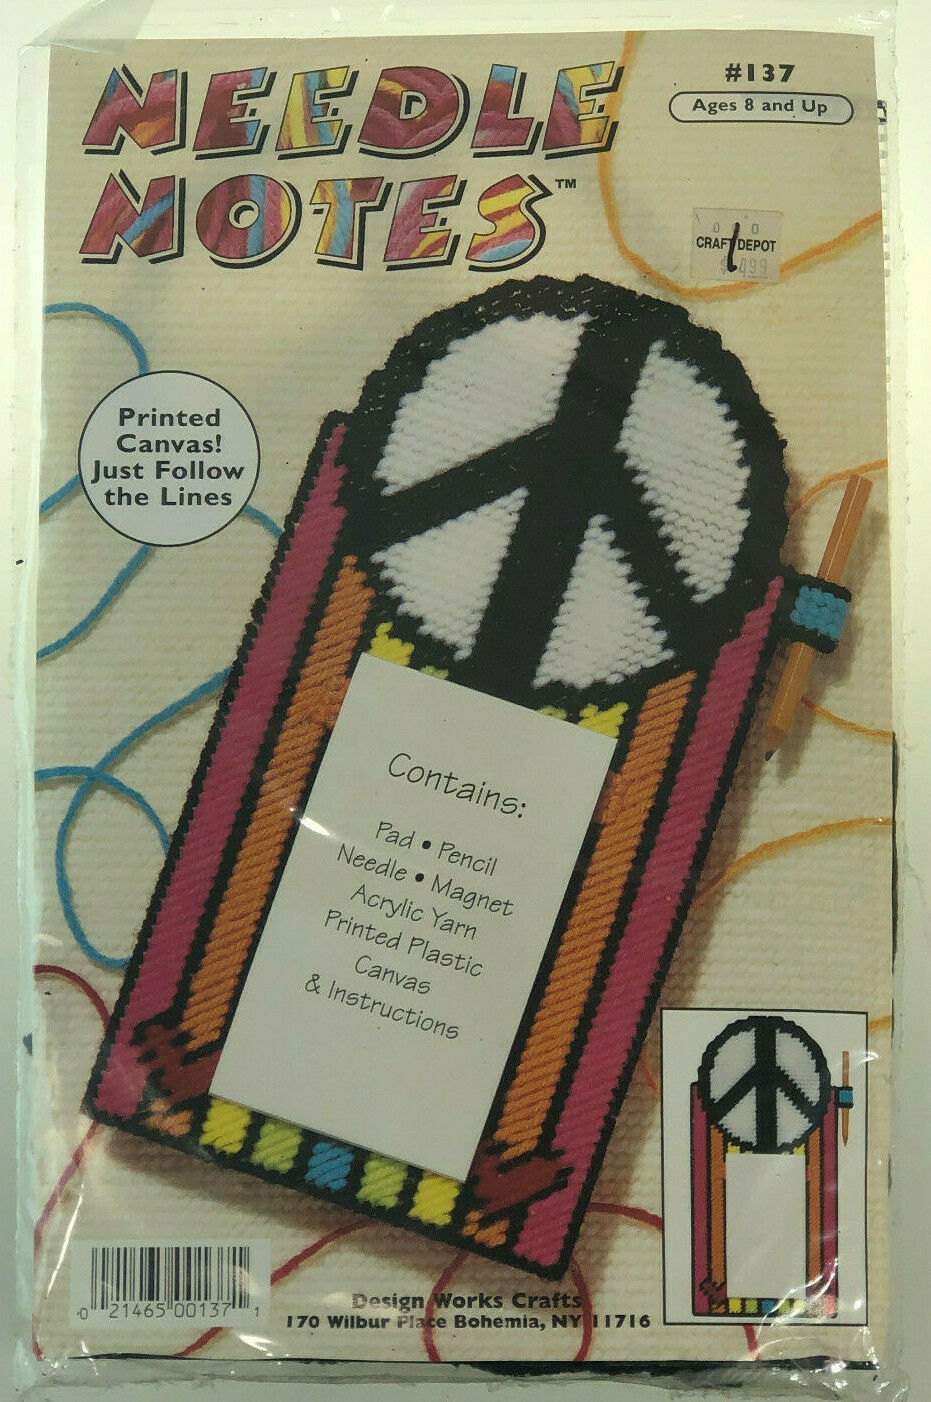 NEEDLE
NOTES™
#137
Ages 8 and Up
CRAFT DEPOT
Printed
Canvas!
Just Follow
the Lines
Contains:
Pad • Pencil
Needle • Magnet
Acrylic Yarn
Printed Plastic
Canvas
& Instructions
0 21465 00137 1
Design Works Crafts
170 Wilbur Place Bohemia, NY 11716